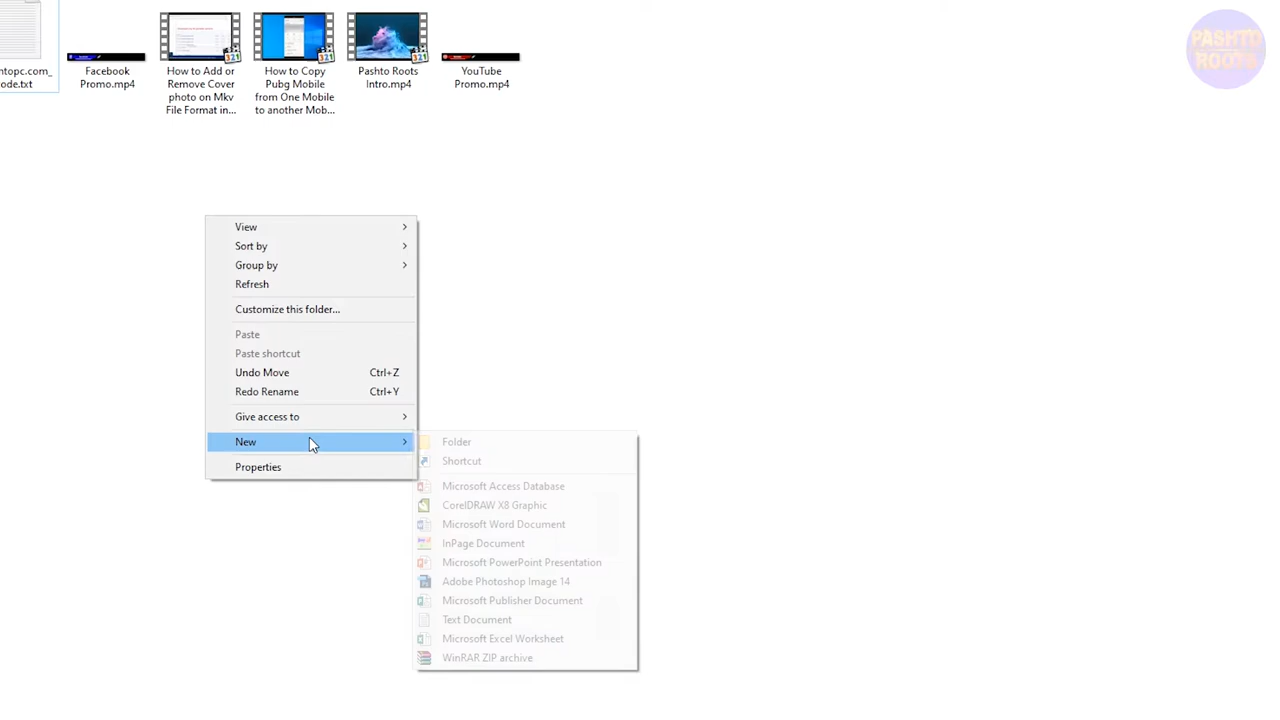 ntopc.com_
ode.txt
Facebook
Promo.mp4
How to Add or
Remove Cover
photo on Mkv
File Format in...
How to Copy
Pubg Mobile
from One Mobile
to another Mob...
Pashto Roots
Intro.mp4
YouTube
Promo.mp4
PASHTO
ROOTS
View
Sort by
Group by
Refresh
Customize this folder...
Paste
Paste shortcut
Undo Move Ctrl+Z
Redo Rename Ctrl+Y
Give access to
New
Properties
Folder
Shortcut
Microsoft Access Database
CorelDRAW X8 Graphic
Microsoft Word Document
InPage Document
Microsoft PowerPoint Presentation
Adobe Photoshop Image 14
Microsoft Publisher Document
Text Document
Microsoft Excel Worksheet
WinRAR ZIP archive